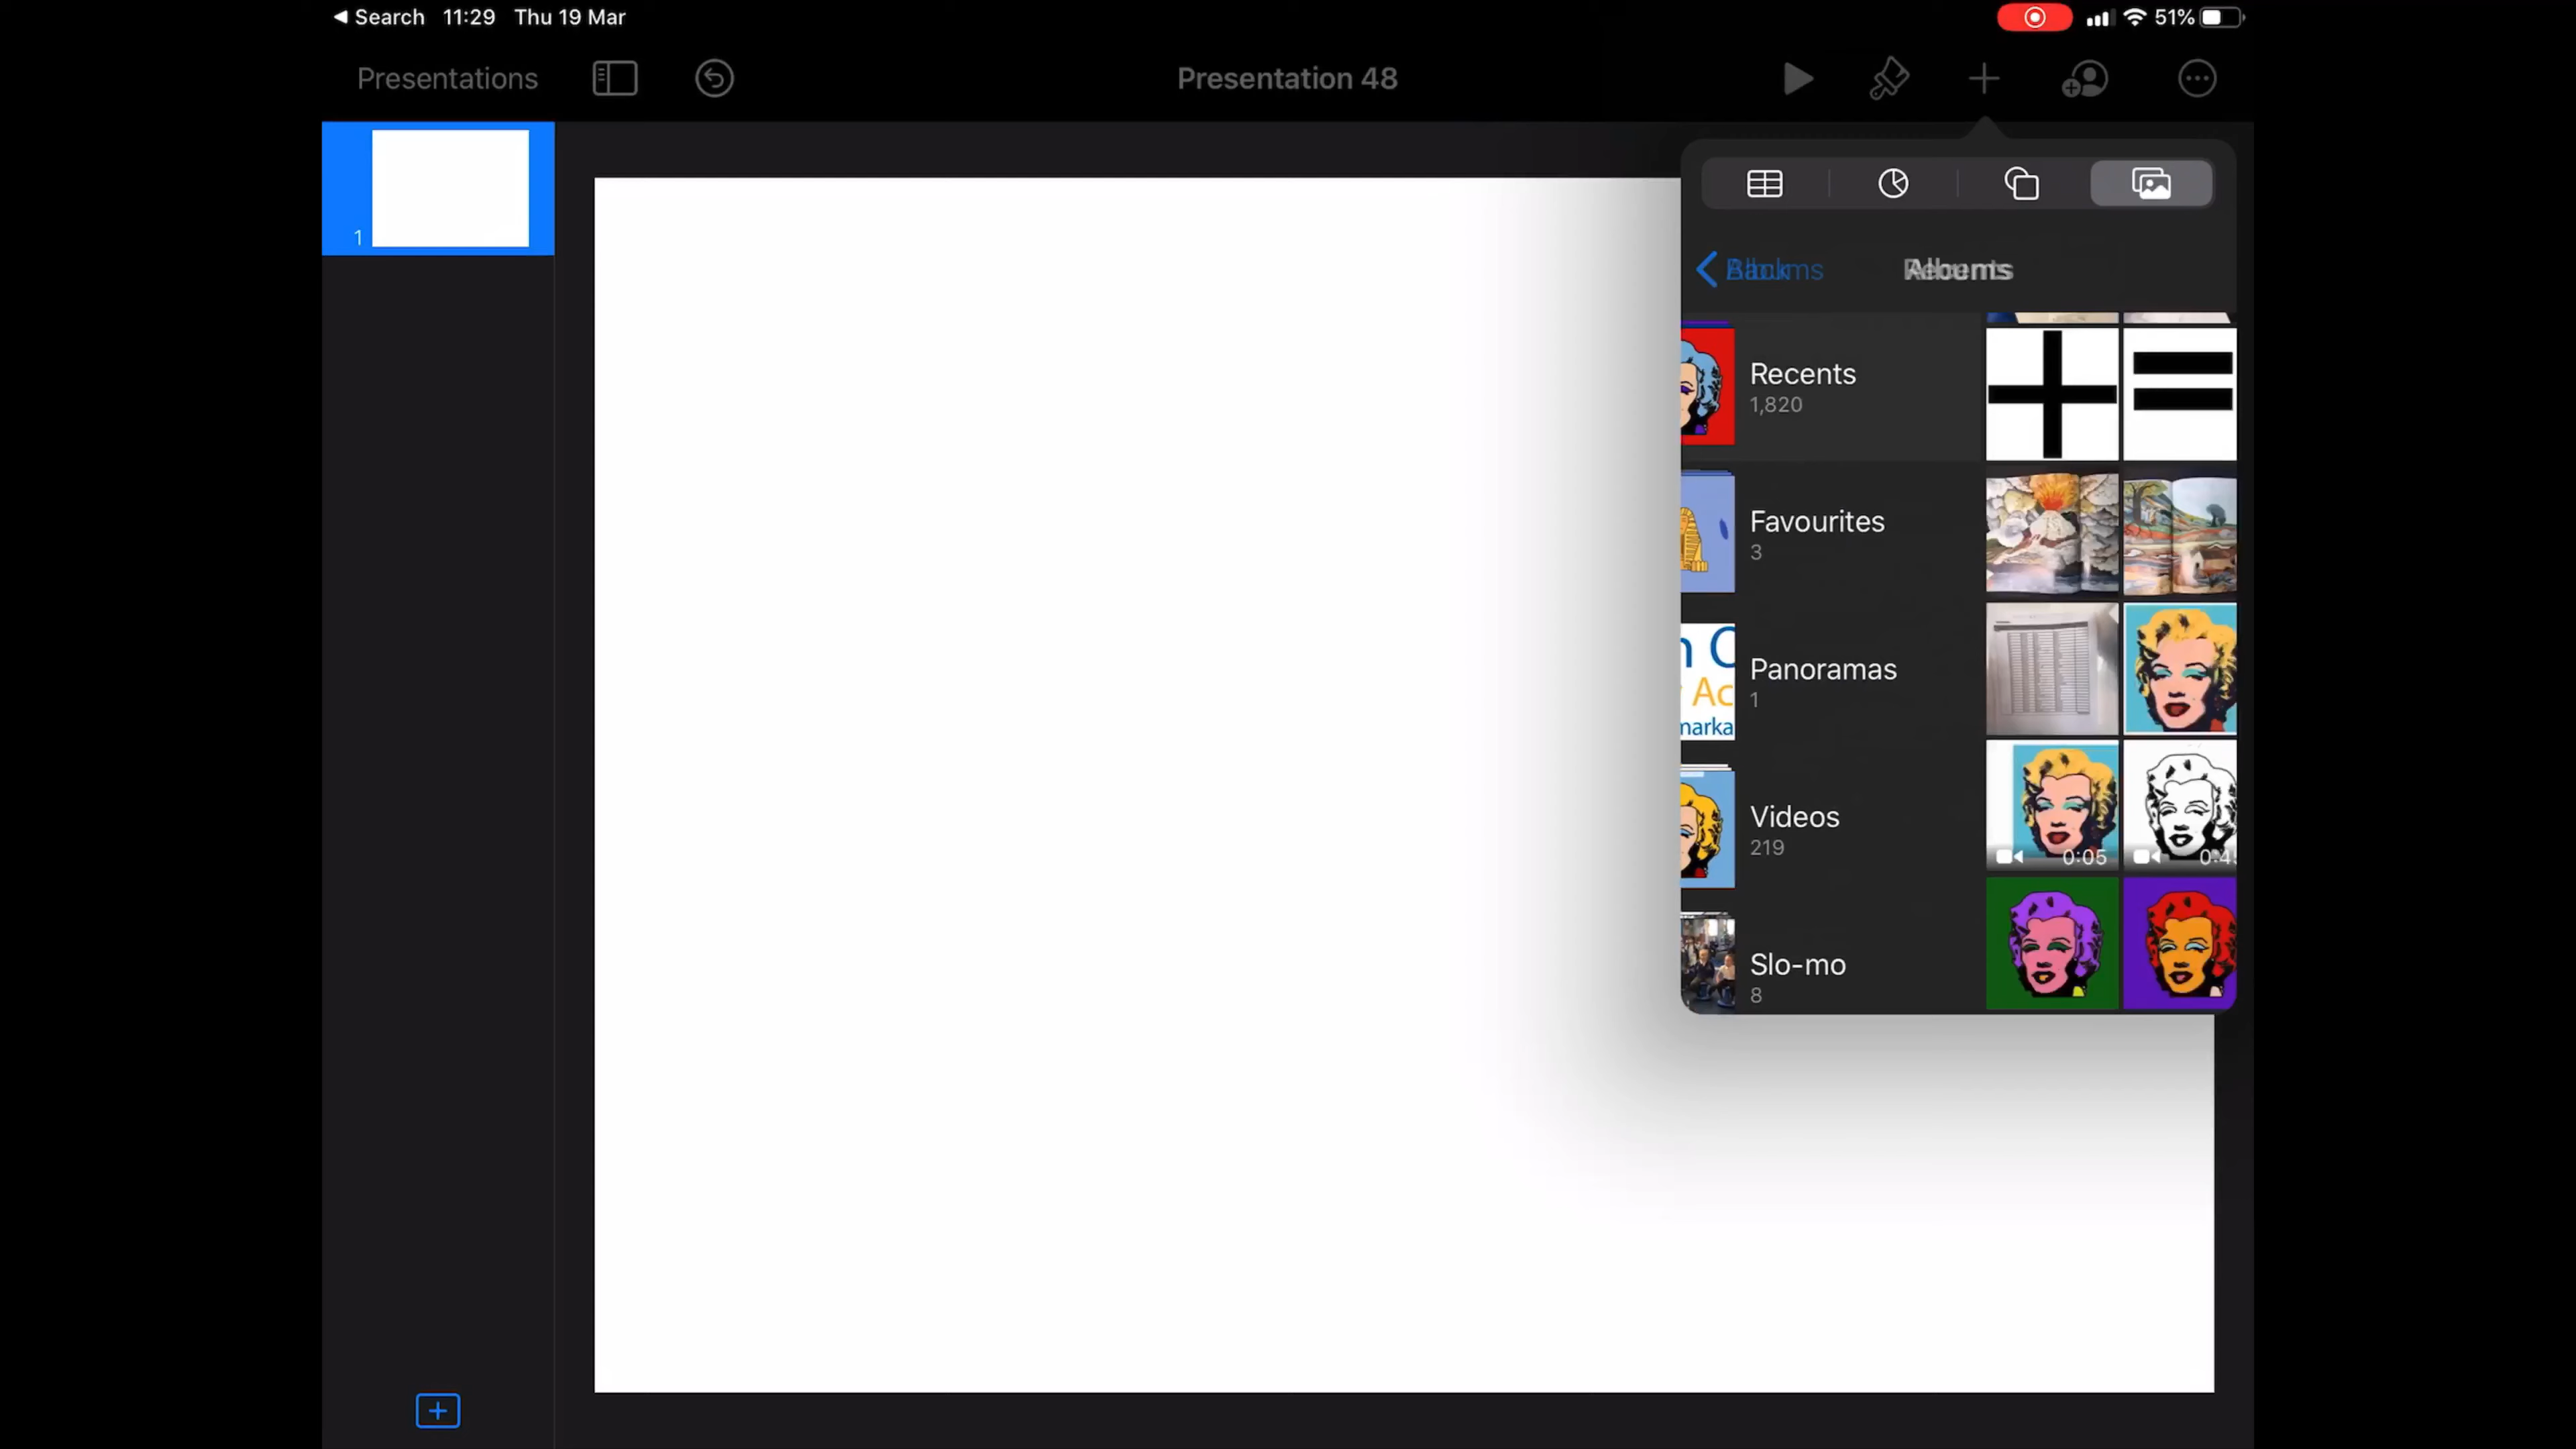 Search 11:29 Thu 19 Mar 51%
Presentations Presentation 48
1
Albums
Recents
1,820
Favourites
3
Panoramas
1
Videos
219
0:05
Slo-mo
8